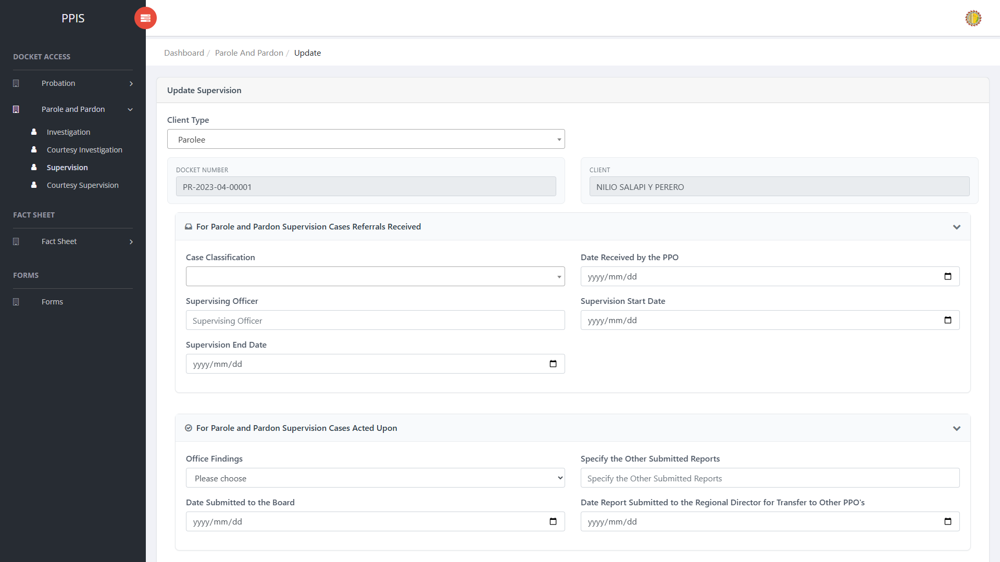 PPIS
DOCKET ACCESS
Probation
Parole and Pardon
Investigation
Courtesy Investigation
Supervision
Courtesy Supervision
FACT SHEET
Fact Sheet
FORMS
Forms
Dashboard / Parole And Pardon / Update
Update Supervision
Client Type
Parolee
DOCKET NUMBER
PR-2023-04-00001
CLIENT
NILIO SALAPI Y PERERO
For Parole and Pardon Supervision Cases Referrals Received
Case Classification
Date Received by the PPO
yyyy/mm/dd
Supervising Officer
Supervising Officer
Supervision Start Date
yyyy/mm/dd
Supervision End Date
yyyy/mm/dd
For Parole and Pardon Supervision Cases Acted Upon
Office Findings
Please choose
Specify the Other Submitted Reports
Specify the Other Submitted Reports
Date Submitted to the Board
yyyy/mm/dd
Date Report Submitted to the Regional Director for Transfer to Other PPO's
yyyy/mm/dd